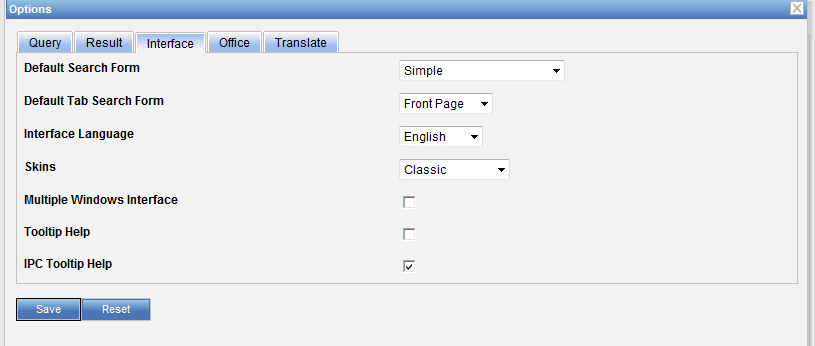 Options
Query Result Interface Office Translate
Default Search Form Simple
Default Tab Search Form Front Page
Interface Language English
Skins Classic
Multiple Windows Interface
Tooltip Help
IPC Tooltip Help
Save Reset